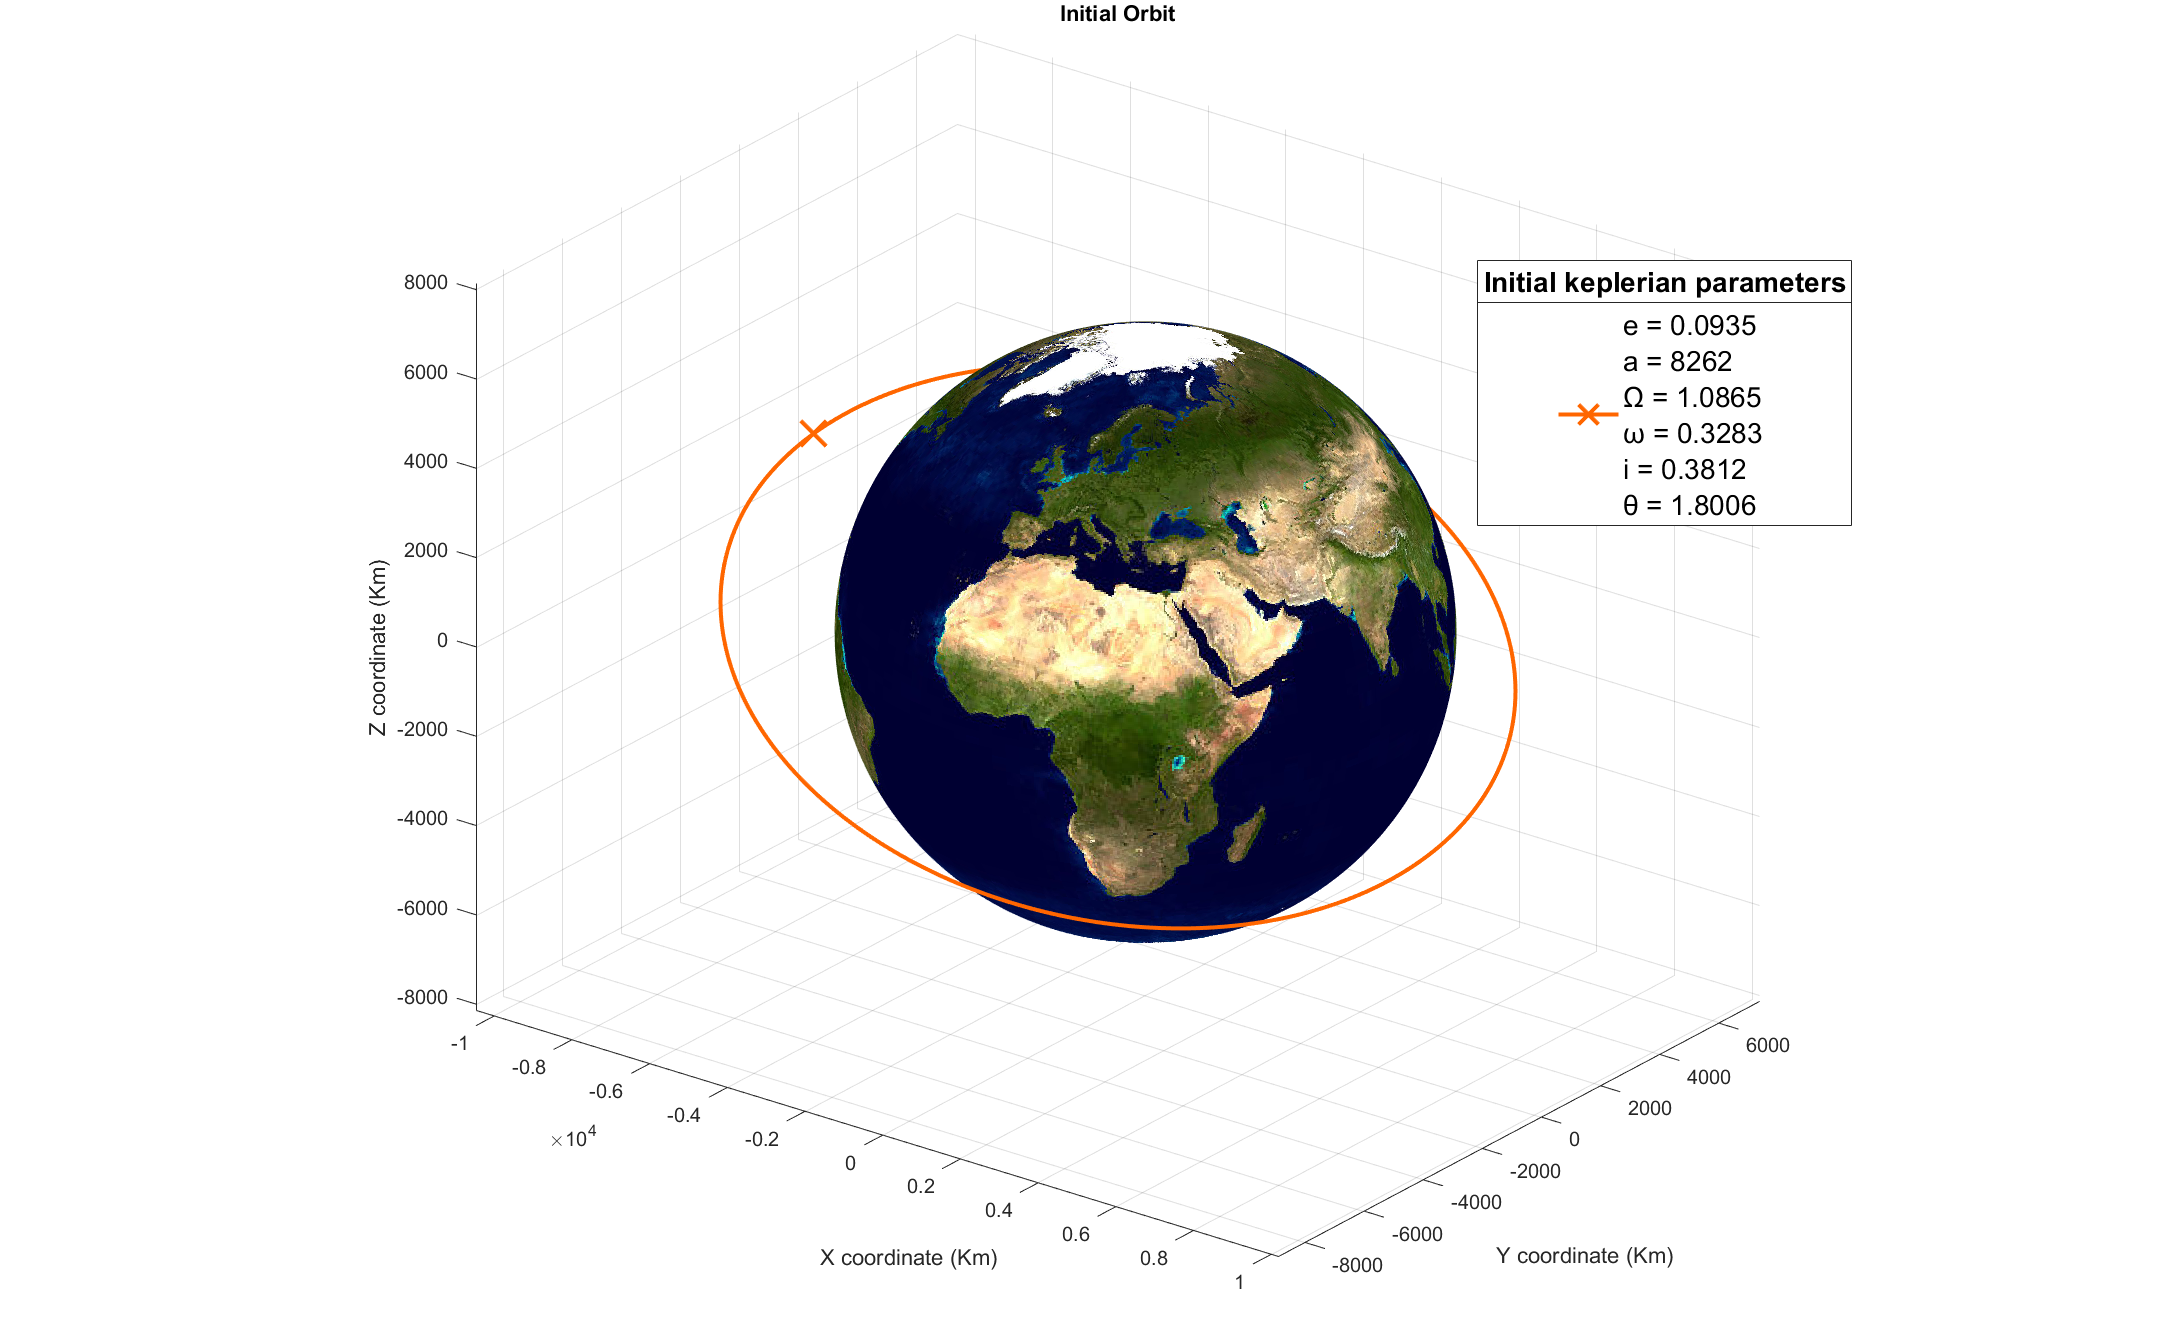 Initial Orbit
Initial keplerian parameters
e = 0.0935
a = 8262
Ω = 1.0865
ω = 0.3283
i = 0.3812
θ = 1.8006
Z coordinate (Km)
8000
6000
4000
2000
0
-2000
-4000
-6000
-8000
-1
-0.8
-0.6
-0.4
-0.2
0
0.2
0.4
0.6
0.8
1
×10⁴
X coordinate (Km)
6000
4000
2000
0
-2000
-4000
-6000
-8000
Y coordinate (Km)